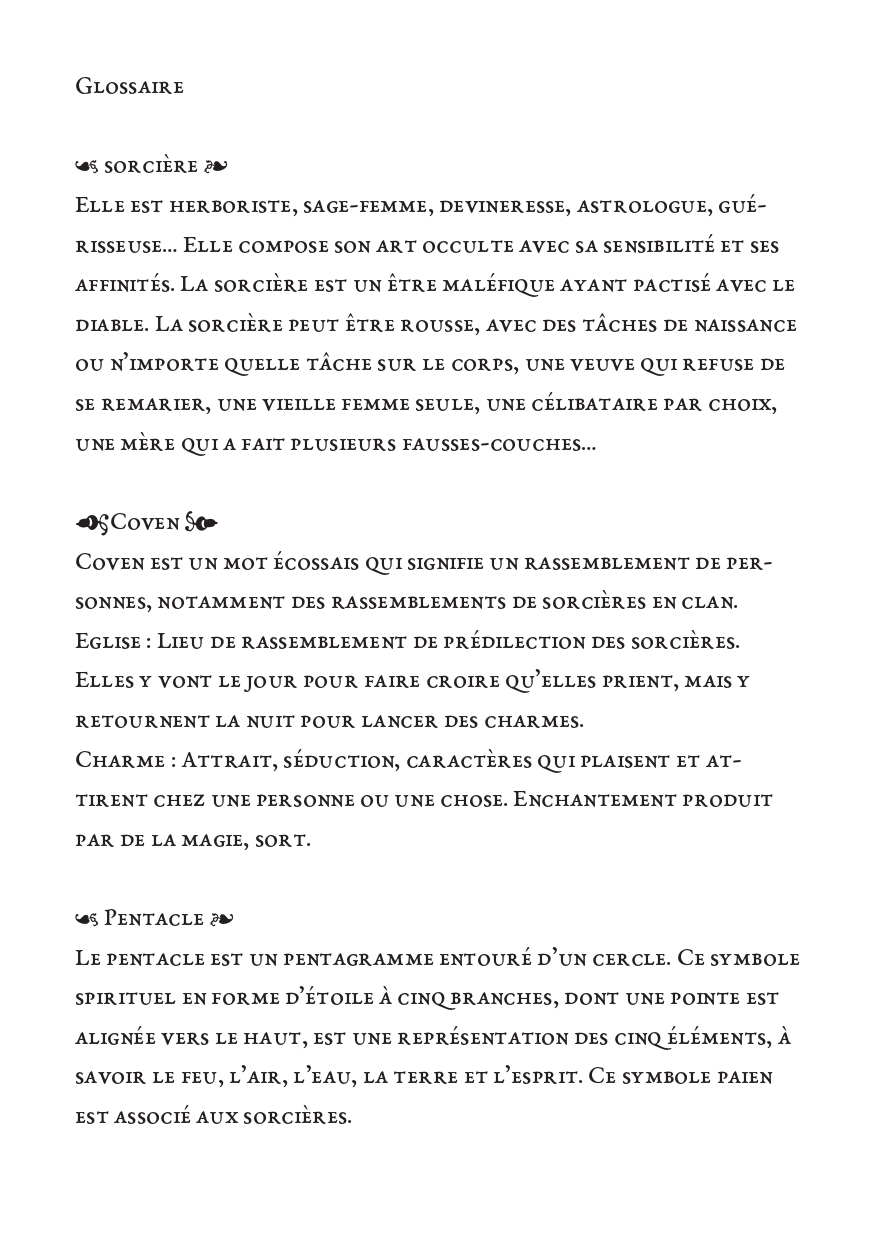 Glossaire
☙ sorcière ❧
Elle est herboriste, sage-femme, devineresse, astrologue, gué-
risseuse... Elle compose son art occulte avec sa sensibilité et ses
affinités. La sorcière est un être maléfique ayant pactisé avec le
diable. La sorcière peut être rousse, avec des tâches de naissance
ou n’importe quelle tâche sur le corps, une veuve qui refuse de
se remarier, une vieille femme seule, une célibataire par choix,
une mère qui a fait plusieurs fausses-couches...
Coven
Coven est un mot écossais qui signifie un rassemblement de per-
sonnes, notamment des rassemblements de sorcières en clan.
Eglise : Lieu de rassemblement de prédilection des sorcières.
Elles y vont le jour pour faire croire qu’elles prient, mais y
retournent la nuit pour lancer des charmes.
Charme : Attrait, séduction, caractères qui plaisent et at-
tirent chez une personne ou une chose. Enchantement produit
par de la magie, sort.
☙ Pentacle ❧
Le pentacle est un pentagramme entouré d’un cercle. Ce symbole
spirituel en forme d’étoile à cinq branches, dont une pointe est
alignée vers le haut, est une représentation des cinq éléments, à
savoir le feu, l’air, l’eau, la terre et l’esprit. Ce symbole paien
est associé aux sorcières.